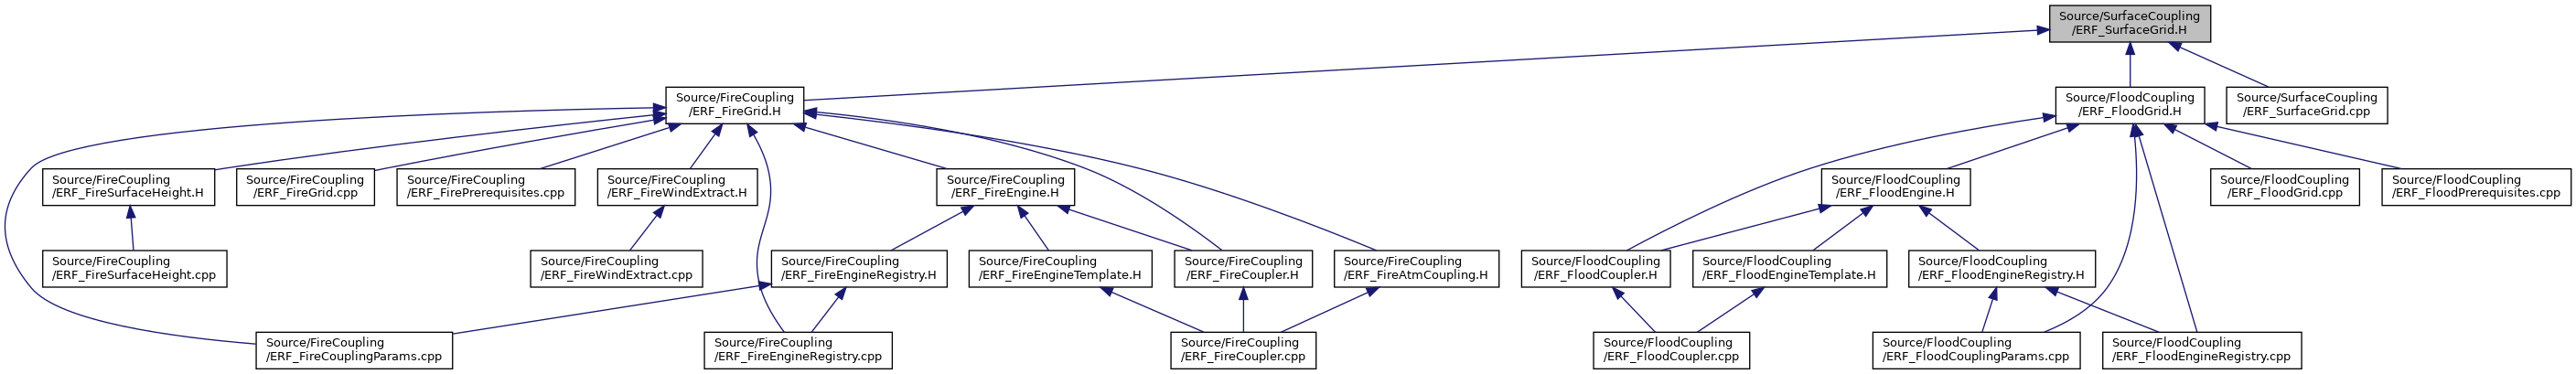 Source/SurfaceCoupling
/ERF_SurfaceGrid.H
Source/FireCoupling
/ERF_FireGrid.H
Source/FloodCoupling
/ERF_FloodGrid.H
Source/SurfaceCoupling
/ERF_SurfaceGrid.cpp
Source/FireCoupling
/ERF_FireSurfaceHeight.H
Source/FireCoupling
/ERF_FireGrid.cpp
Source/FireCoupling
/ERF_FirePrerequisites.cpp
Source/FireCoupling
/ERF_FireWindExtract.H
Source/FireCoupling
/ERF_FireEngine.H
Source/FloodCoupling
/ERF_FloodEngine.H
Source/FloodCoupling
/ERF_FloodGrid.cpp
Source/FloodCoupling
/ERF_FloodPrerequisites.cpp
Source/FireCoupling
/ERF_FireSurfaceHeight.cpp
Source/FireCoupling
/ERF_FireWindExtract.cpp
Source/FireCoupling
/ERF_FireEngineRegistry.H
Source/FireCoupling
/ERF_FireEngineTemplate.H
Source/FireCoupling
/ERF_FireCoupler.H
Source/FireCoupling
/ERF_FireAtmCoupling.H
Source/FloodCoupling
/ERF_FloodCoupler.H
Source/FloodCoupling
/ERF_FloodEngineTemplate.H
Source/FloodCoupling
/ERF_FloodEngineRegistry.H
Source/FireCoupling
/ERF_FireCouplingParams.cpp
Source/FireCoupling
/ERF_FireEngineRegistry.cpp
Source/FireCoupling
/ERF_FireCoupler.cpp
Source/FloodCoupling
/ERF_FloodCoupler.cpp
Source/FloodCoupling
/ERF_FloodCouplingParams.cpp
Source/FloodCoupling
/ERF_FloodEngineRegistry.cpp